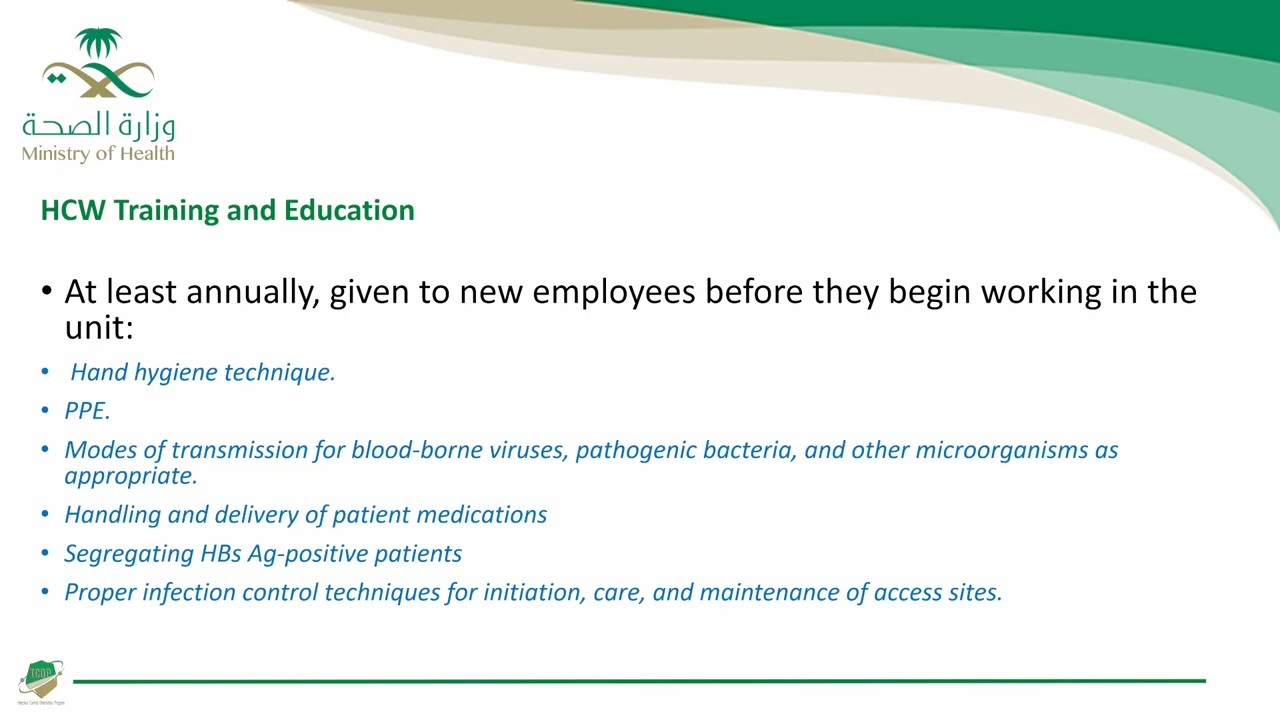 وزارة الصحة
Ministry of Health
HCW Training and Education
• At least annually, given to new employees before they begin working in the
unit:
• Hand hygiene technique.
• PPE.
• Modes of transmission for blood-borne viruses, pathogenic bacteria, and other microorganisms as
appropriate.
• Handling and delivery of patient medications
• Segregating HBs Ag-positive patients
• Proper infection control techniques for initiation, care, and maintenance of access sites.